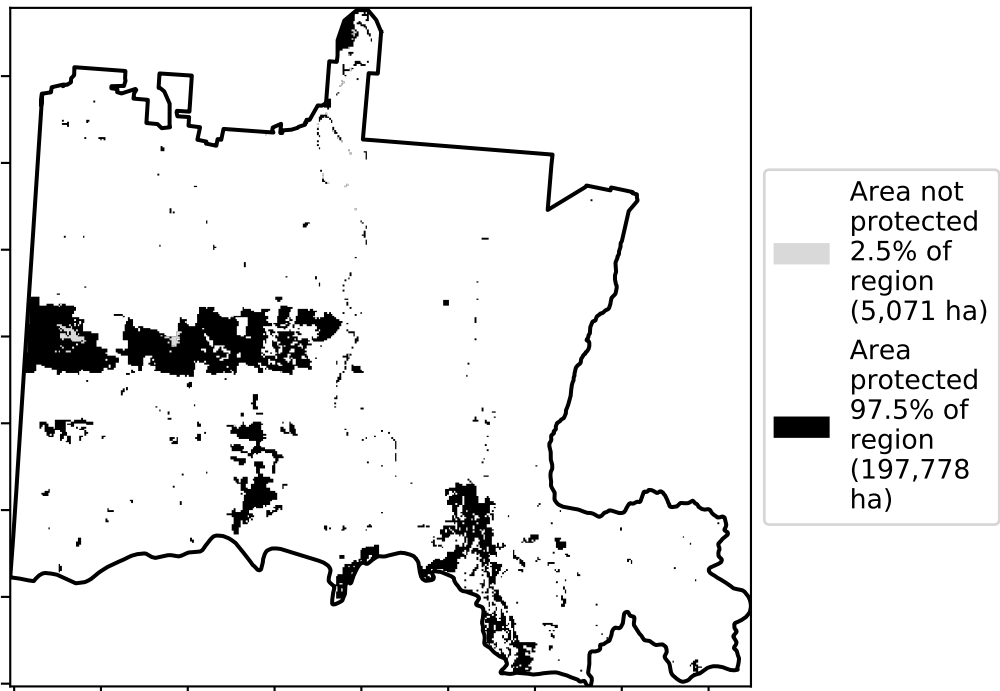 Area not
protected
2.5% of
region
(5,071 ha)
Area
protected
97.5% of
region
(197,778
ha)